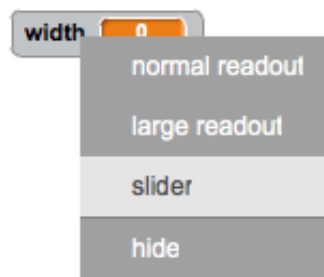 width 0
normal readout
large readout
slider
hide